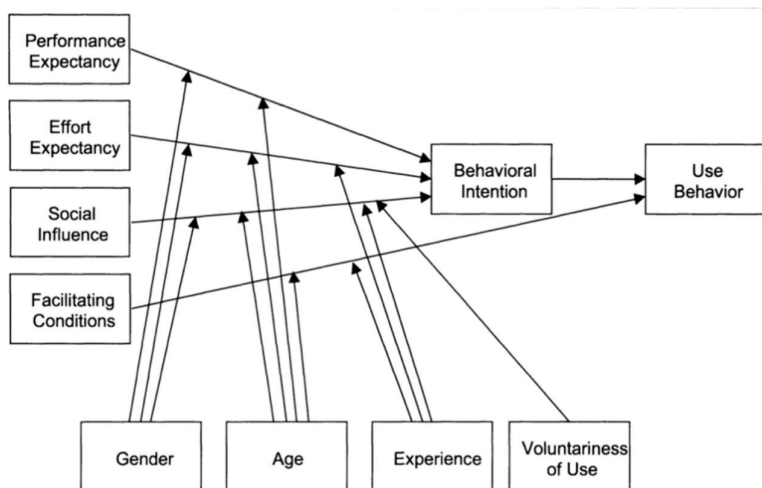 Performance
Expectancy
Effort
Expectancy
Social
Influence
Facilitating
Conditions
Behavioral
Intention
Use
Behavior
Gender
Age
Experience
Voluntariness
of Use